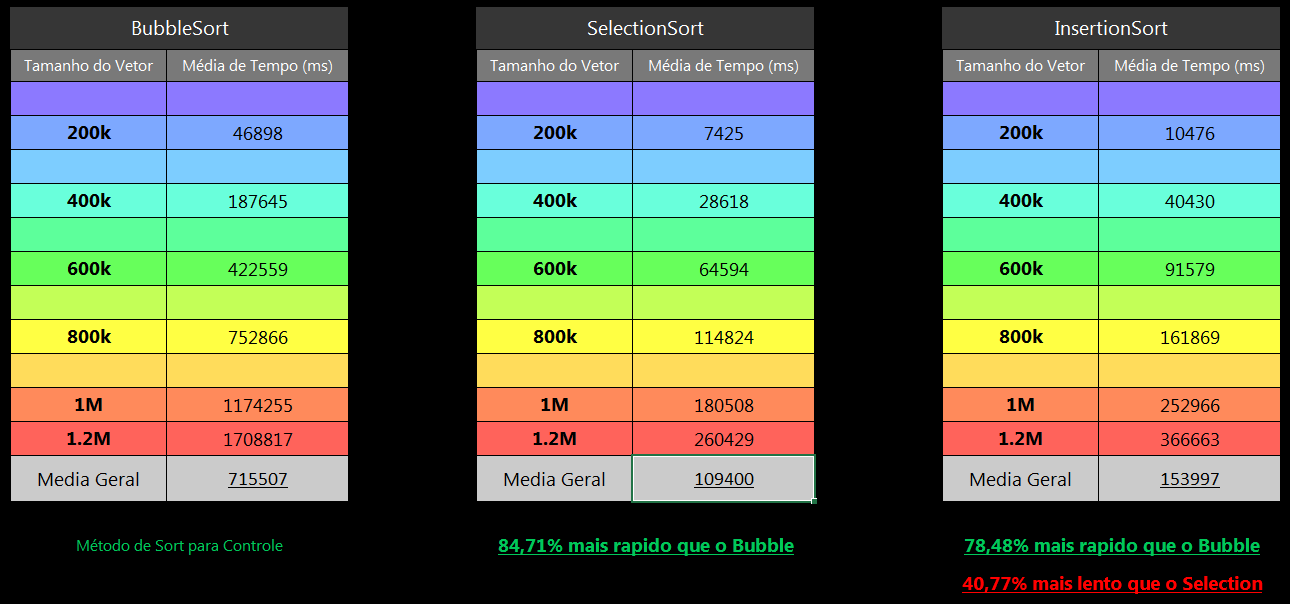 BubbleSort SelectionSort InsertionSort
Tamanho do Vetor Média de Tempo (ms) Tamanho do Vetor Média de Tempo (ms) Tamanho do Vetor Média de Tempo (ms)
200k 46898 200k 7425 200k 10476
400k 187645 400k 28618 400k 40430
600k 422559 600k 64594 600k 91579
800k 752866 800k 114824 800k 161869
1M 1174255 1M 180508 1M 252966
1.2M 1708817 1.2M 260429 1.2M 366663
Media Geral 715507 Media Geral 109400 Media Geral 153997
Método de Sort para Controle 84,71% mais rapido que o Bubble 78,48% mais rapido que o Bubble
40,77% mais lento que o Selection